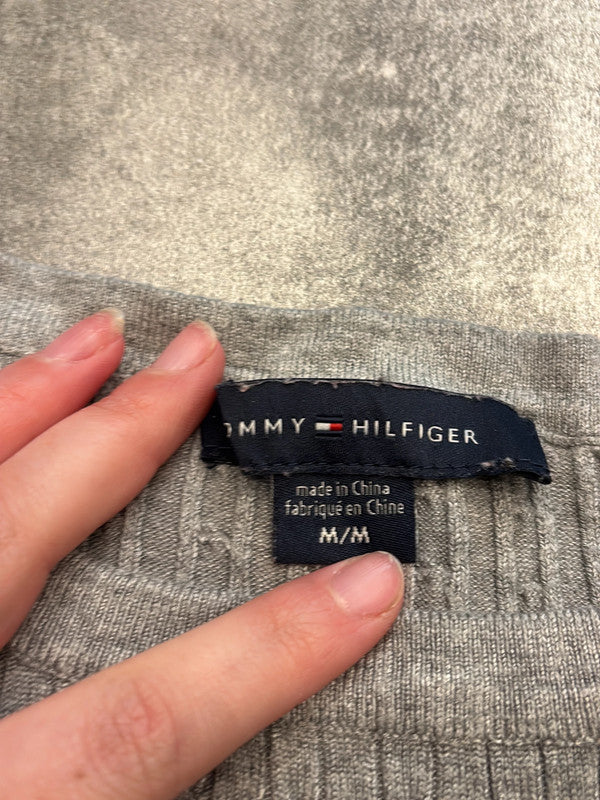 OMMY HILFIGER
made in China
fabriqué en Chine
M/M